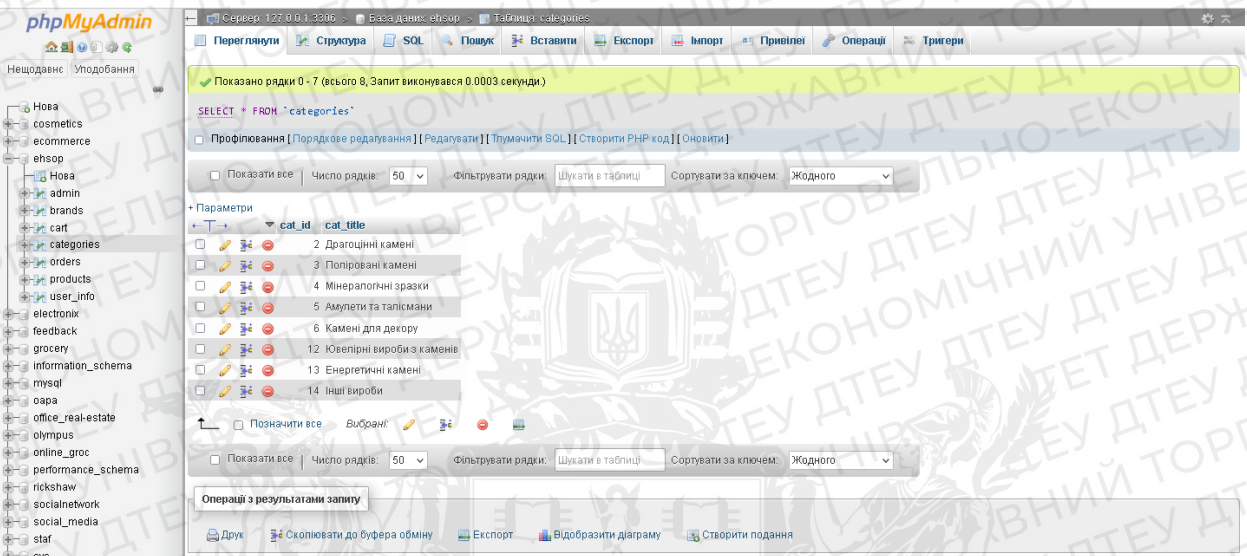 phpMyAdmin
Нещодавнє Уподобання
Нова
cosmetics
ecommerce
ehsop
Нова
admin
brands
cart
categories
orders
products
user_info
electronix
feedback
grocery
information_schema
mysql
oapa
office_real-estate
olympus
online_groc
performance_schema
rickshaw
socialnetwork
social_media
staf
sys
Сервер: 127.0.0.1:3306 » База даних: ehsop » Таблиця: categories
Переглянути Структура SQL Пошук Вставити Експорт Імпорт Привілеї Операції Тригери
Показано рядки 0 - 7 (всього 8, Запит виконувався 0.0003 секунди.)
SELECT * FROM `categories`
Профілювання [ Порядкове редагування ] [ Редагувати ] [ Тлумачити SQL ] [ Створити PHP код ] [ Оновити ]
Показати все | Число рядків: 50 Фільтрувати рядки: Шукати в таблиці Сортувати за ключем: Жодного
+ Параметри
←T→ cat_id cat_title
2 Драгоцінні камені
3 Поліровані камені
4 Мінералогічні зразки
5 Амулети та талісмани
6 Камені для декору
12 Ювелірні вироби з каменів
13 Енергетичні камені
14 Інші вироби
Позначити все Вибрані:
Показати все | Число рядків: 50 Фільтрувати рядки: Шукати в таблиці Сортувати за ключем: Жодного
Операції з результатами запиту
Друк Скопіювати до буфера обміну Експорт Відобразити діаграму Створити подання